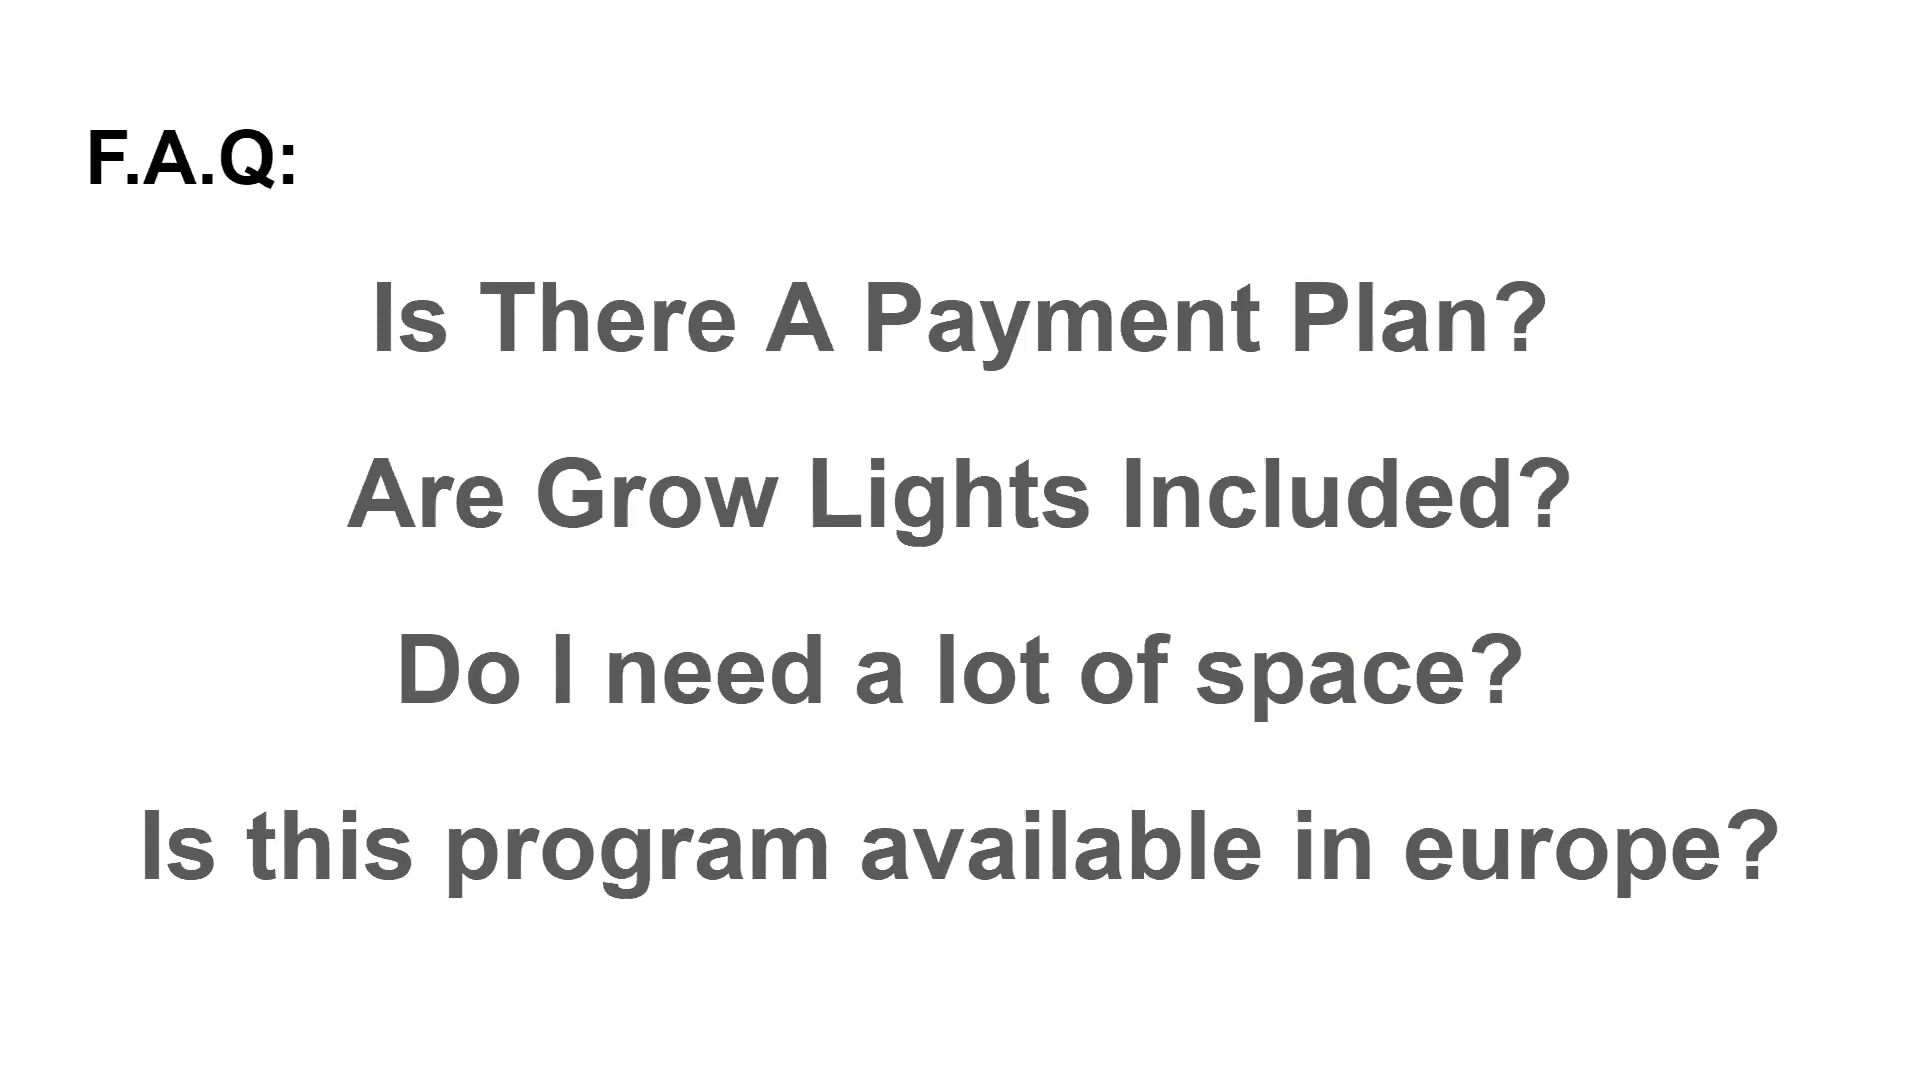 F.A.Q:
Is There A Payment Plan?
Are Grow Lights Included?
Do I need a lot of space?
Is this program available in europe?